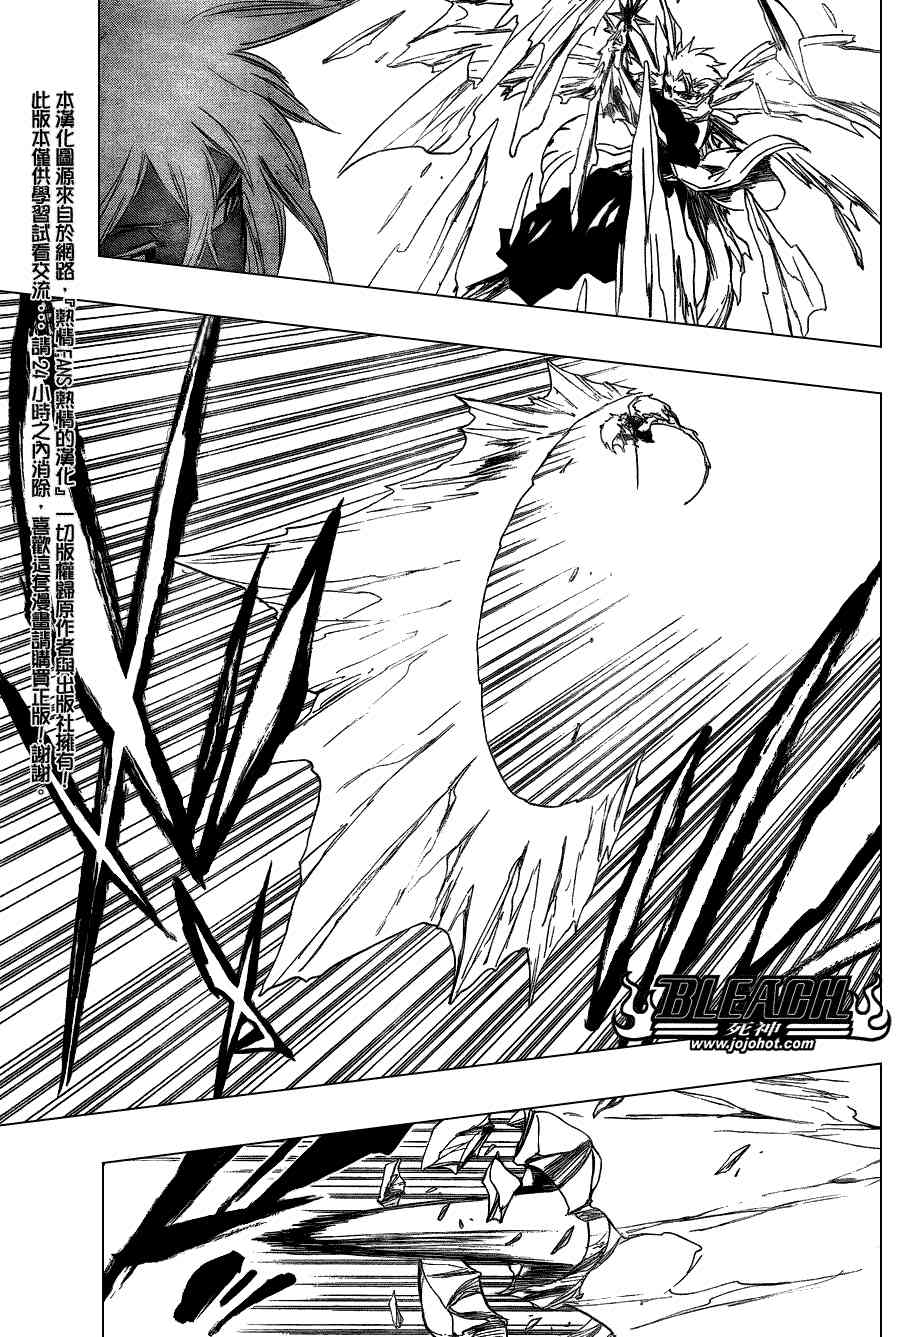 本漢化圖源來自於網路，『熱情FANS熱情的漢化』一切版權歸原作者與出版社擁有！
此版本僅供學習試看交流…請24小時之內消除，喜歡這套漫畫請購買正版！謝謝。
BLEACH
死神
www.jojohot.com